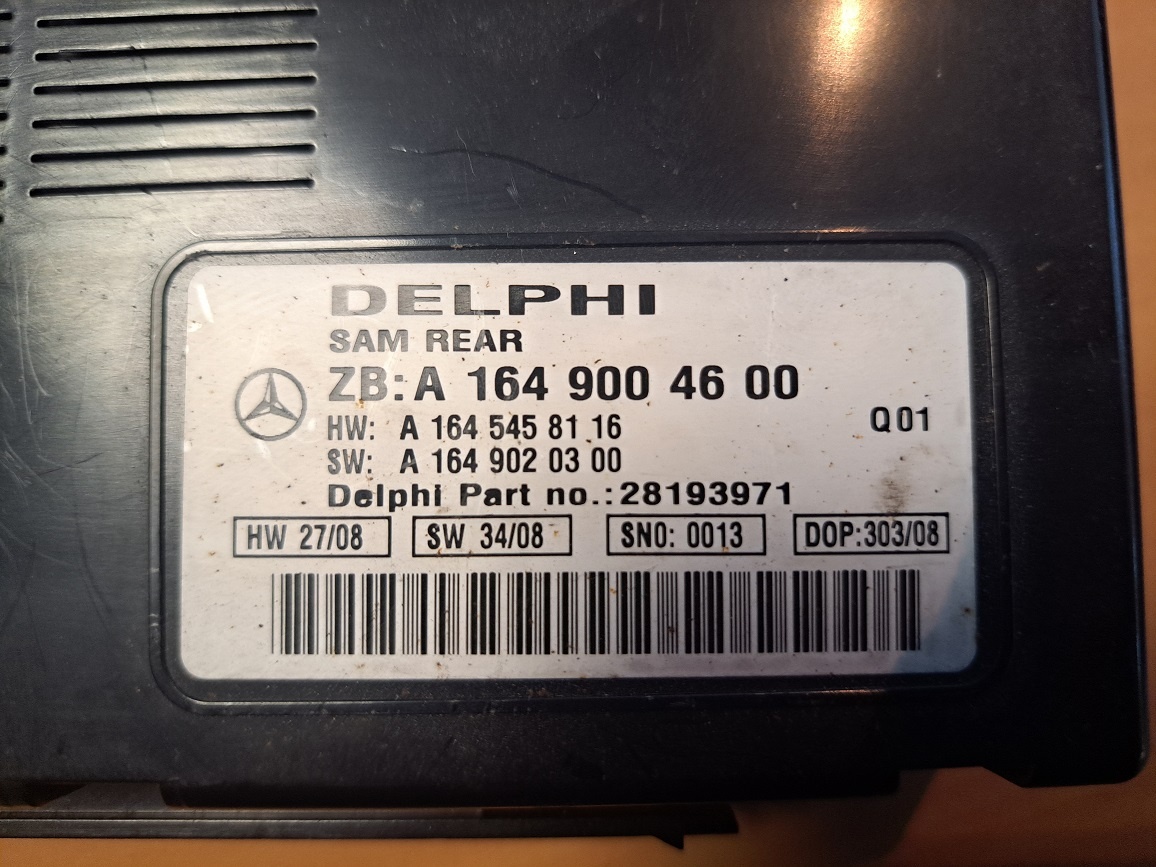 DELPHI
SAM REAR
ZB: A 164 900 46 00
HW: A 164 545 81 16
Q01
SW: A 164 902 03 00
Delphi Part no.: 28193971
HW 27/08 SW 34/08 SNO: 0013 DOP:303/08